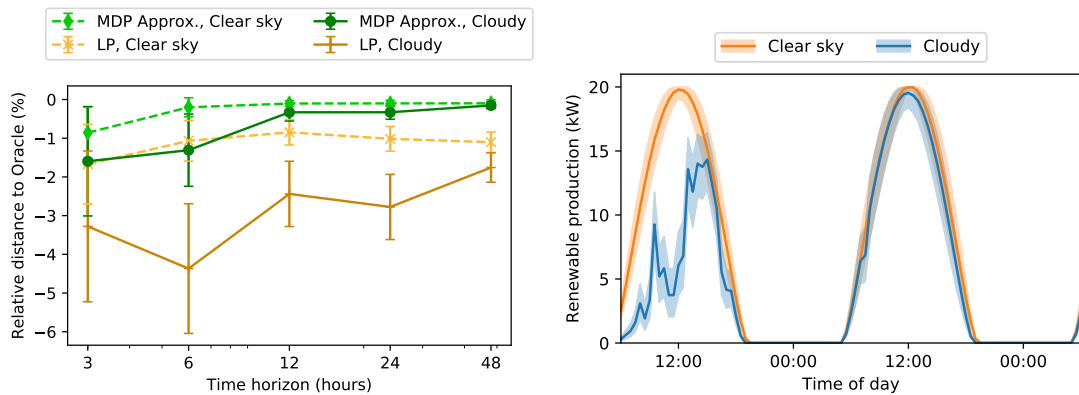 MDP Approx., Clear sky
LP, Clear sky
MDP Approx., Cloudy
LP, Cloudy
0
−1
−2
−3
−4
−5
−6
Relative distance to Oracle (%)
3 6 12 24 48
Time horizon (hours)
Clear sky Cloudy
20
15
10
5
0
Renewable production (kW)
12:00 00:00 12:00 00:00
Time of day